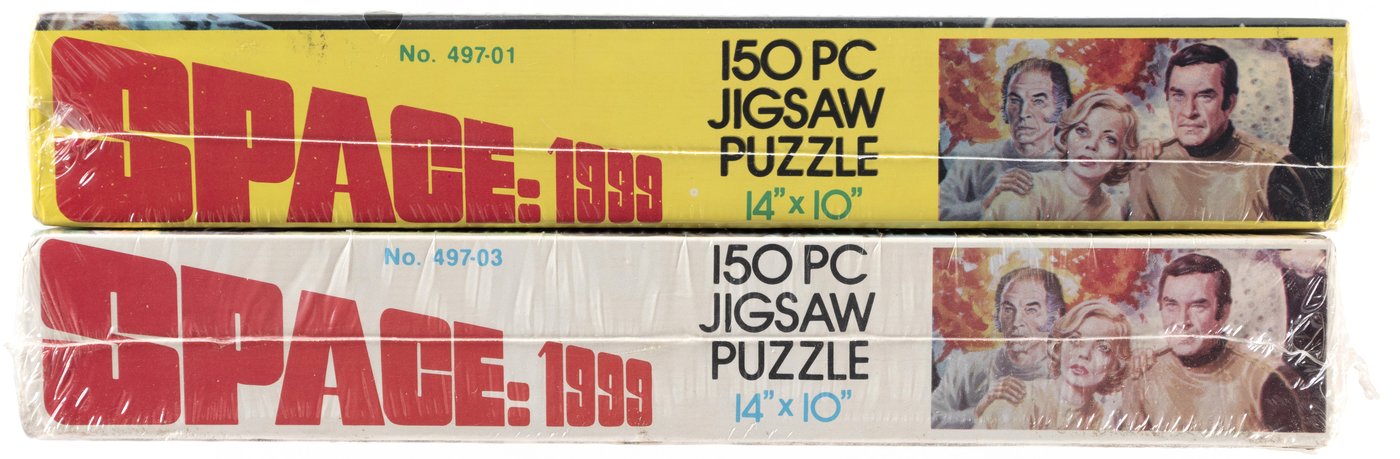 No. 497-01
SPACE: 1999
150 PC
JIGSAW
PUZZLE
14” x 10”
No. 497-03
SPACE: 1999
150 PC
JIGSAW
PUZZLE
14” x 10”